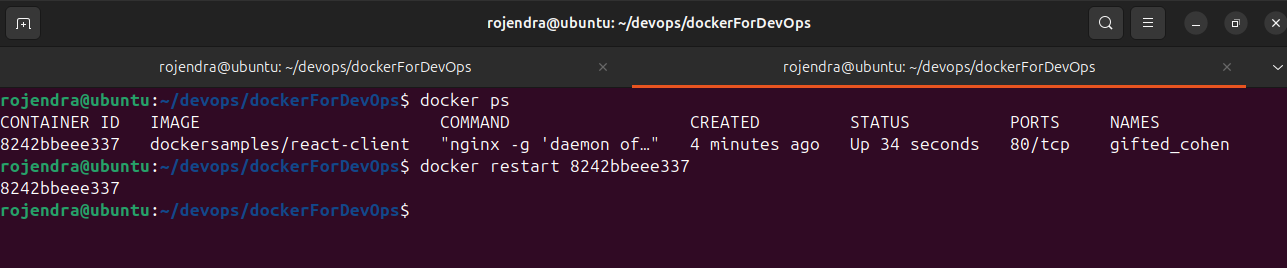 rojendra@ubuntu: ~/devops/dockerForDevOps
rojendra@ubuntu: ~/devops/dockerForDevOps × rojendra@ubuntu: ~/devops/dockerForDevOps ×
rojendra@ubuntu:~/devops/dockerForDevOps$ docker ps
CONTAINER ID   IMAGE                        COMMAND                  CREATED         STATUS          PORTS     NAMES
8242bbeee337   dockersamples/react-client   "nginx -g 'daemon of…"   4 minutes ago   Up 34 seconds   80/tcp    gifted_cohen
rojendra@ubuntu:~/devops/dockerForDevOps$ docker restart 8242bbeee337
8242bbeee337
rojendra@ubuntu:~/devops/dockerForDevOps$